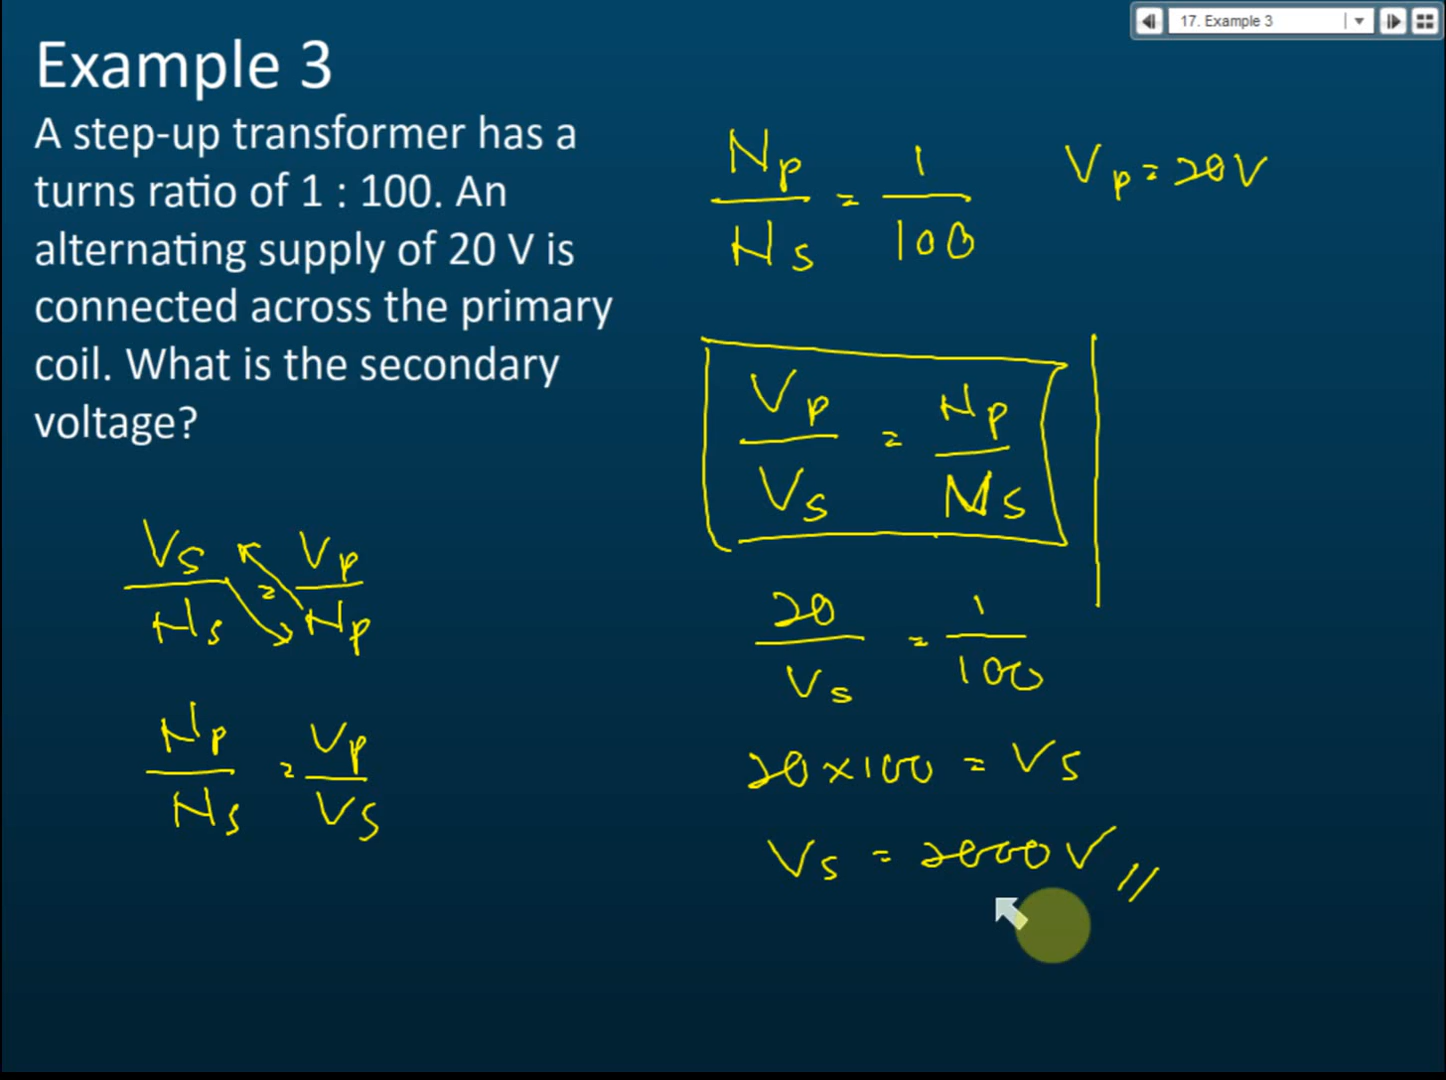 17. Example 3
Example 3
A step-up transformer has a
turns ratio of 1 : 100. An
alternating supply of 20 V is
connected across the primary
coil. What is the secondary
voltage?
Vs/Ns = Vp/Np
Np/Ns = Vp/Vs
Np/Ns = 1/100
Vp = 20V
Vp/Vs = Np/Ns
20/Vs = 1/100
20 × 100 = Vs
Vs = 2000V //